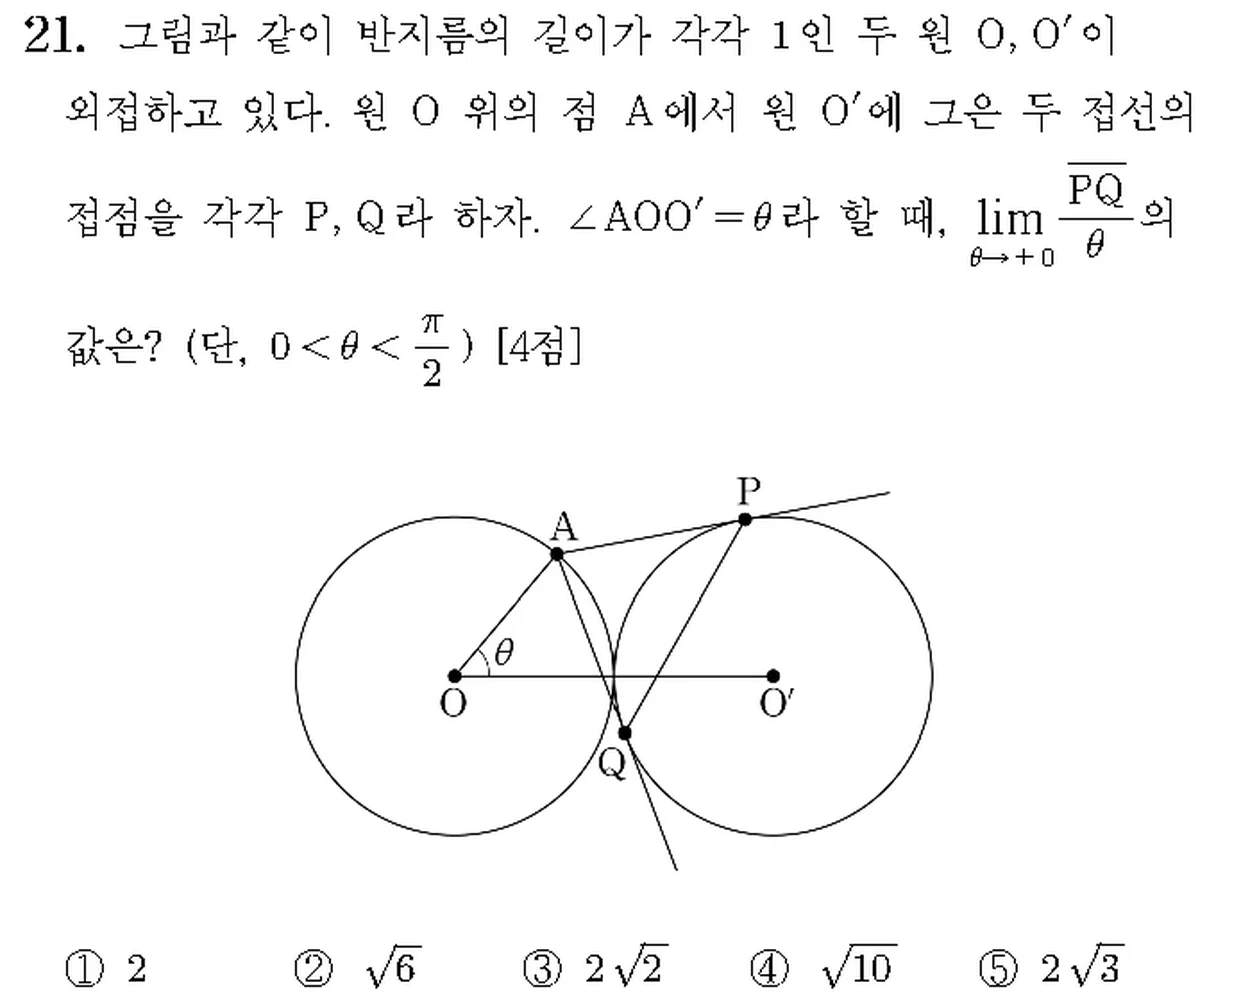 21. 그림과 같이 반지름의 길이가 각각 1인 두 원 O, O′이
외접하고 있다. 원 O 위의 점 A에서 원 O′에 그은 두 접선의
접점을 각각 P, Q라 하자. ∠AOO′=θ라 할 때, lim_{θ→+0} \frac{\overline{PQ}}{θ}의
값은? (단, 0<θ<\frac{π}{2}) [4점]
P
A
θ
O
O′
Q
① 2 ② √6 ③ 2√2 ④ √10 ⑤ 2√3